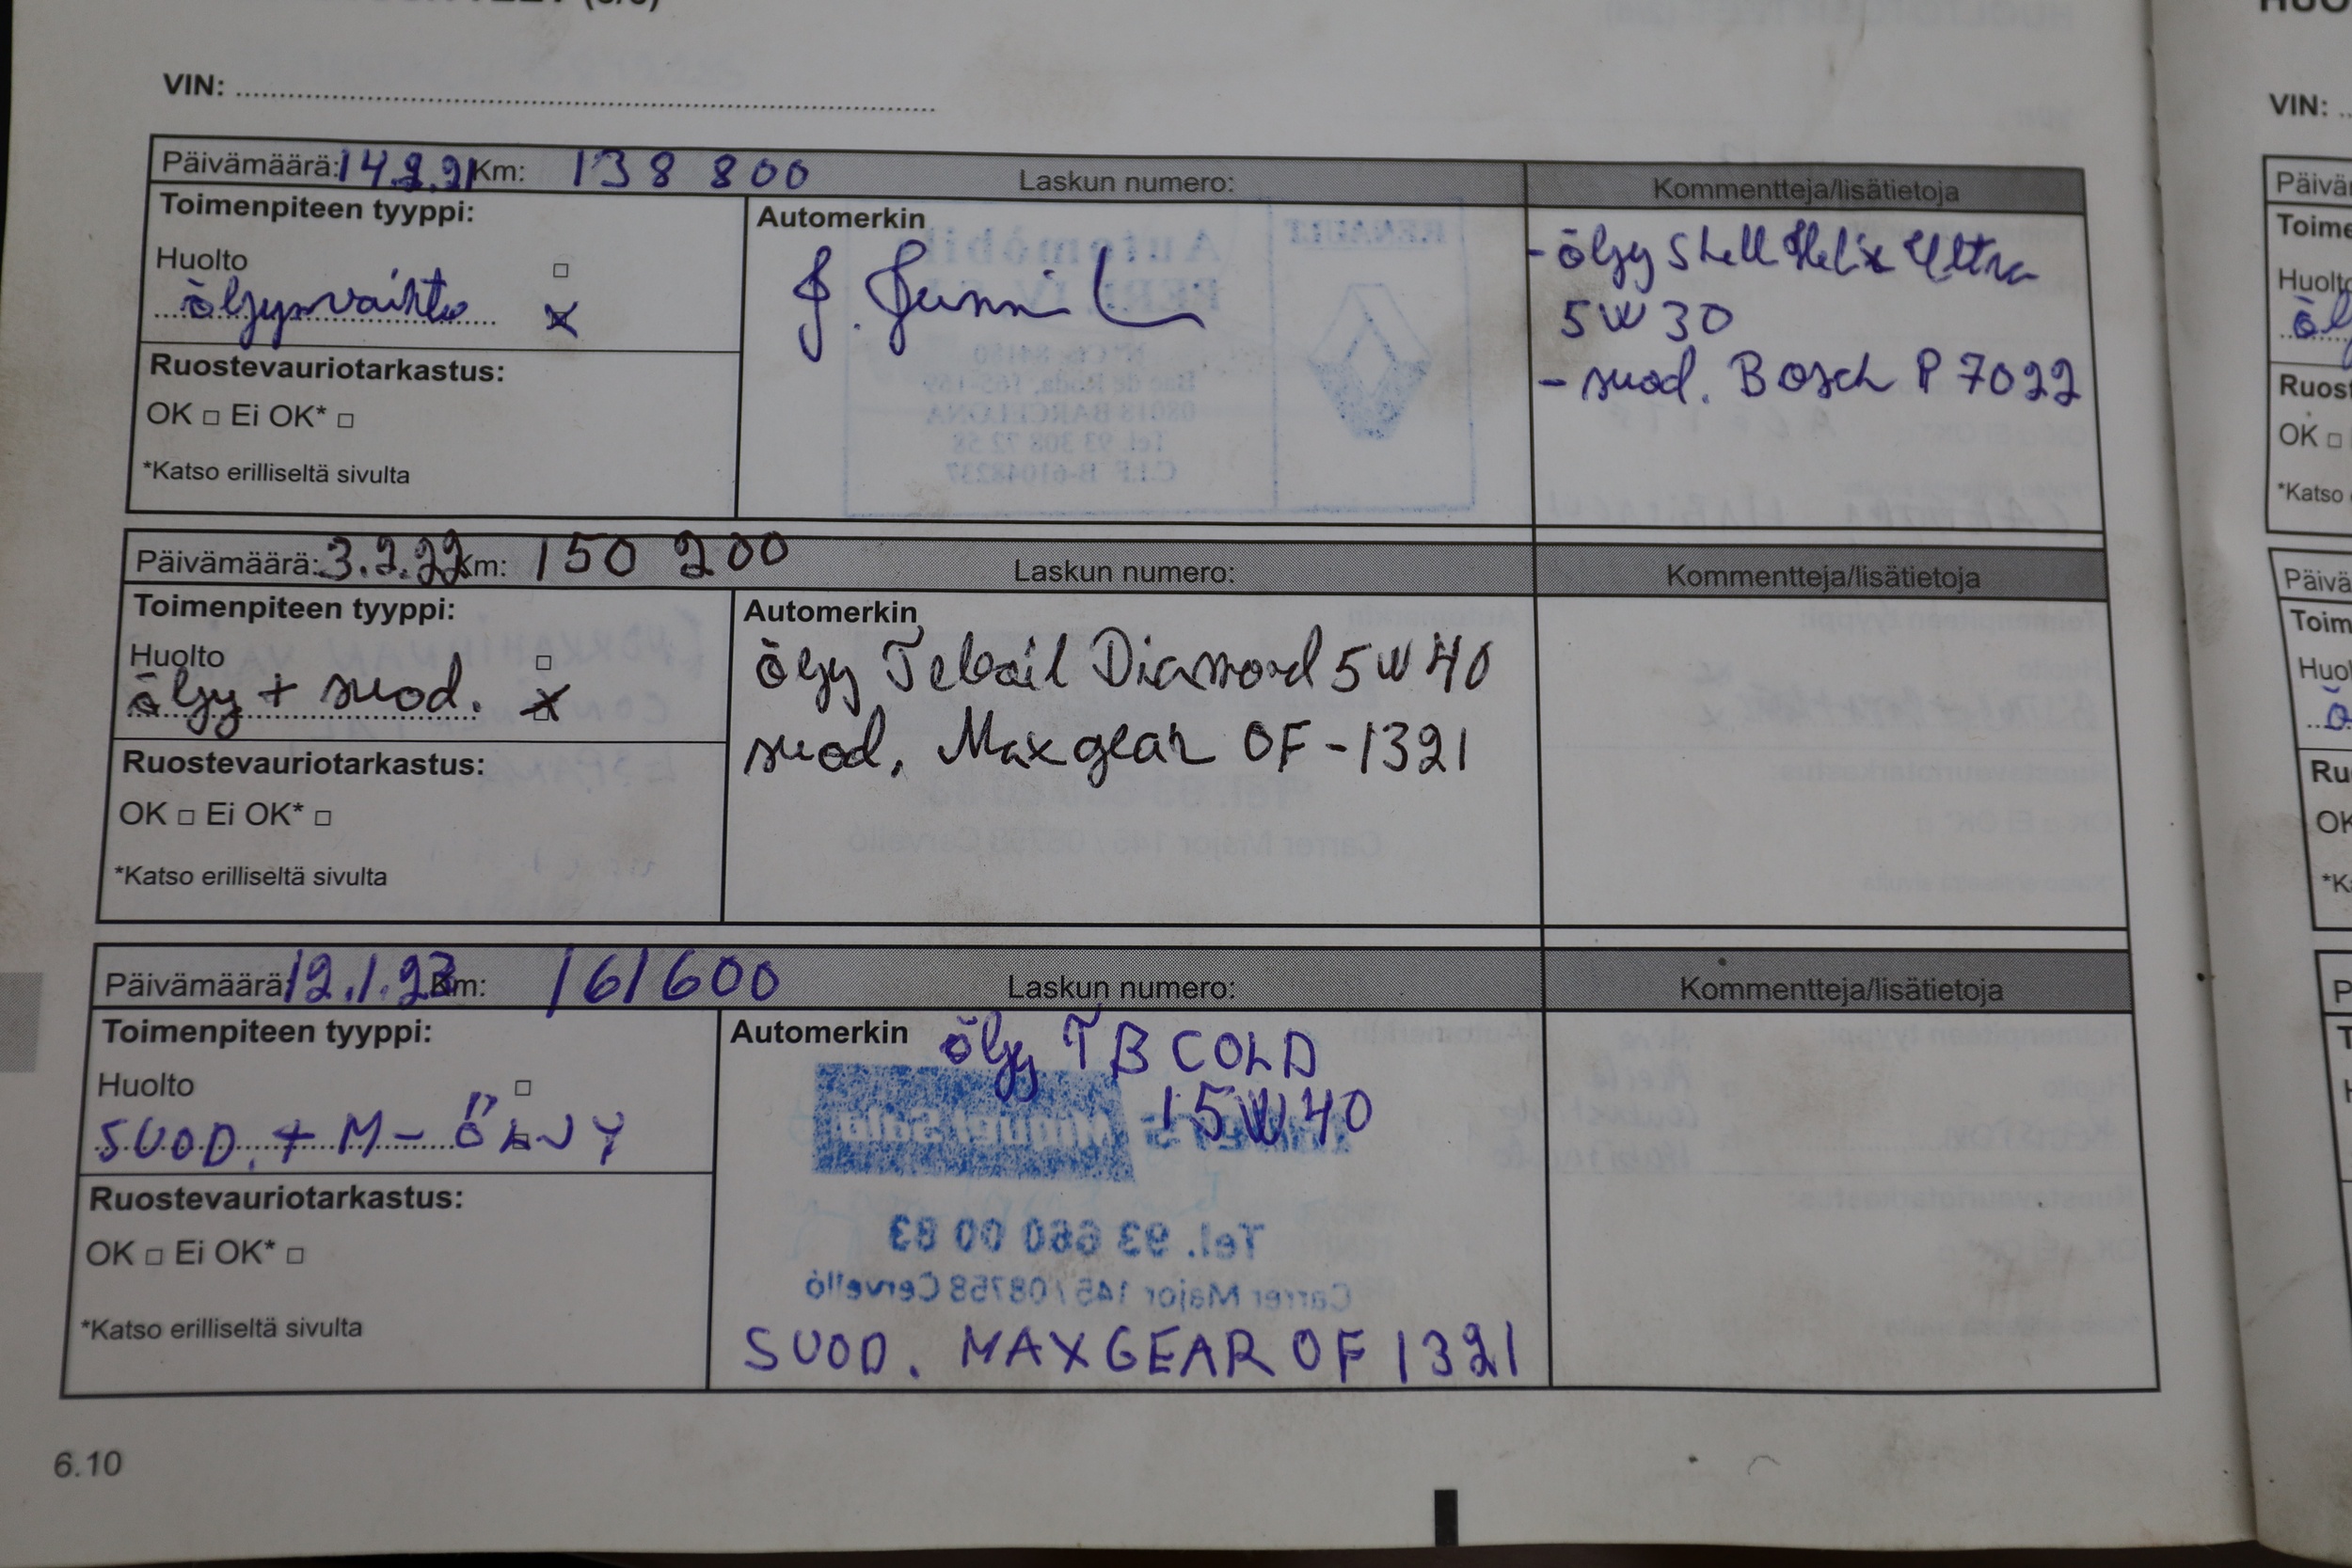 VIN:
Päivämäärä: 14.2.21 Km: 138 800 Laskun numero: Kommentteja/lisätietoja
Toimenpiteen tyyppi:
Automerkin
Huolto
öljynvaihto x
- öljy Shell Helix Ultra
5W30
- suod. Bosch P 7022
Ruostevauriotarkastus:
OK Ei OK*
*Katso erilliseltä sivulta
Päivämäärä: 3.2.22 Km: 150 200 Laskun numero: Kommentteja/lisätietoja
Toimenpiteen tyyppi:
Automerkin
Huolto
öljy + suod. x
öljy Teboil Diamond 5W40
suod. Maxgear OF-1321
Ruostevauriotarkastus:
OK Ei OK*
*Katso erilliseltä sivulta
Päivämäärä 12.1.23 Km: 161600 Laskun numero: Kommentteja/lisätietoja
Toimenpiteen tyyppi:
Automerkin öljy TB COLD
15W40
Huolto
SUOD. + M-ÖLJY
Tel. 93 660 00 83
Carrer Major 145 / 08758 Cervelló
SUOD. MAXGEAR OF 1321
Ruostevauriotarkastus:
OK Ei OK*
*Katso erilliseltä sivulta
6.10
VIN: